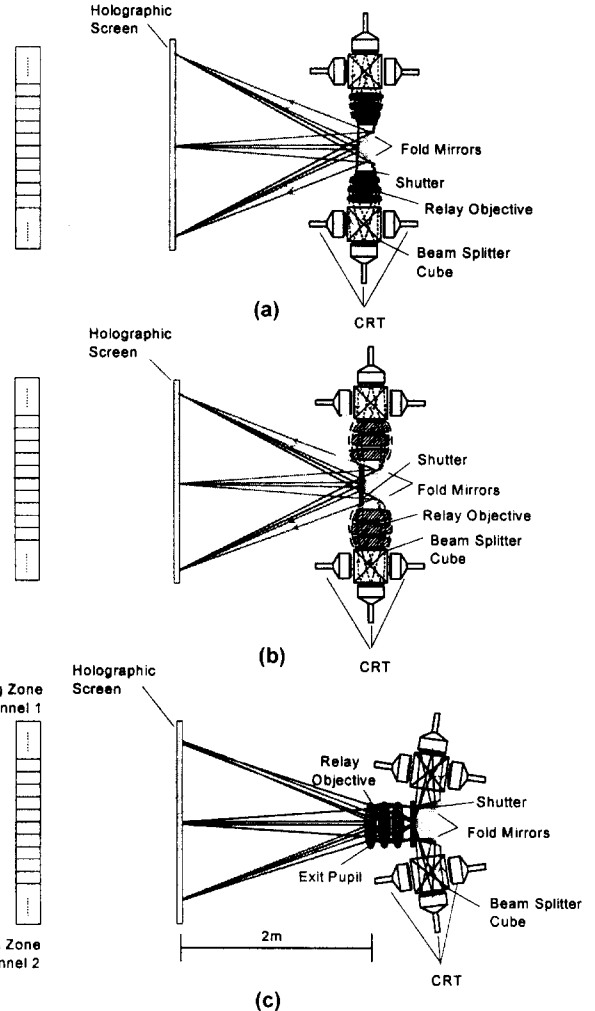 Holographic
Screen
Fold Mirrors
Shutter
Relay Objective
Beam Splitter
Cube
CRT
(a)
Holographic
Screen
Shutter
Fold Mirrors
Relay Objective
Beam Splitter
Cube
CRT
(b)
Holographic
Screen
Zone
1
Relay
Objective
Shutter
Fold Mirrors
Exit Pupil
Beam Splitter
Cube
2m
Zone
2
CRT
(c)